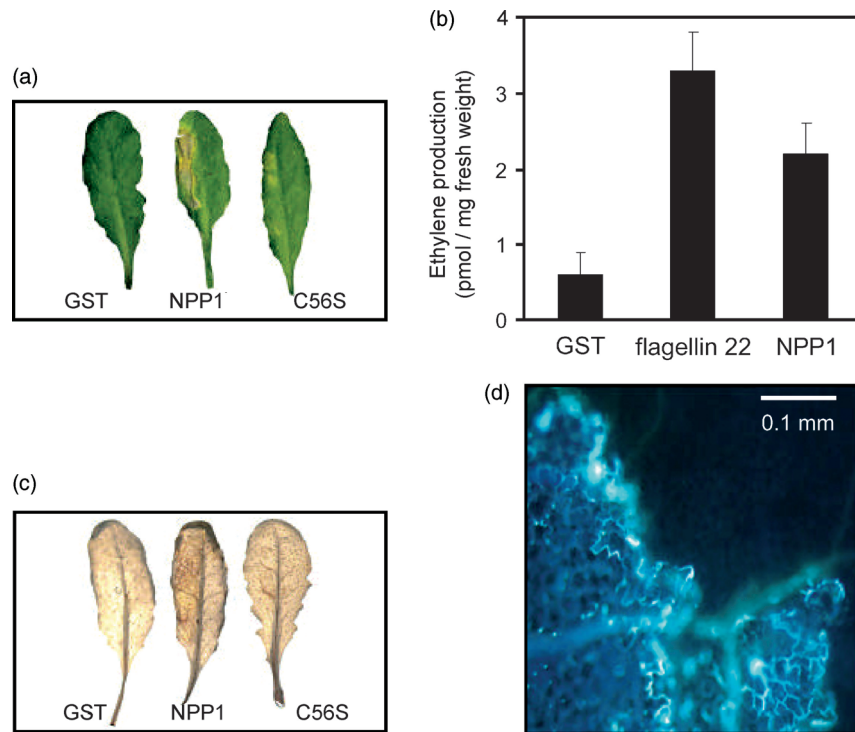 (a)
GST NPP1 C56S
(b)
Ethylene production
(pmol / mg fresh weight)
4
3
2
1
0
GST flagellin 22 NPP1
(c)
GST NPP1 C56S
(d)
0.1 mm